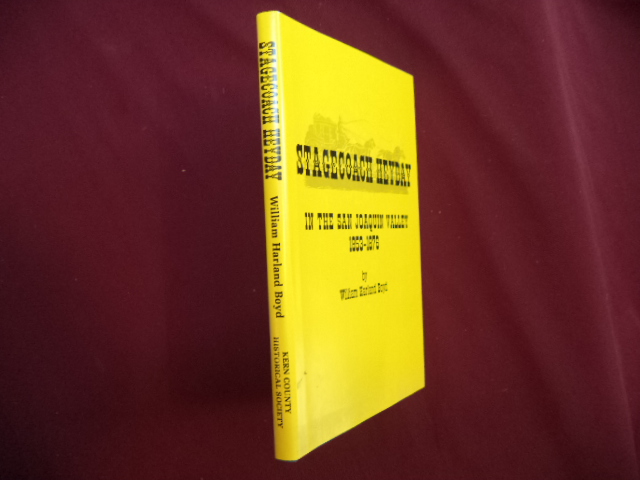 STAGECOACH HEYDAY
William Harland Boyd
KERN COUNTY
HISTORICAL SOCIETY
STAGECOACH HEYDAY
IN THE SAN JOAQUIN VALLEY
1853-1876
by
William Harland Boyd